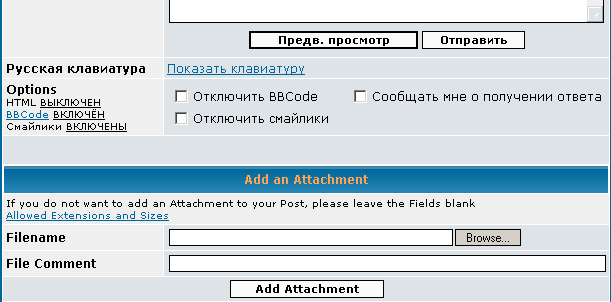 Предв. просмотр Отправить
Русская клавиатура Показать клавиатуру
Options
HTML ВЫКЛЮЧЕН
BBCode ВКЛЮЧЁН
Смайлики ВКЛЮЧЕНЫ
Отключить BBCode Сообщать мне о получении ответа
Отключить смайлики
Add an Attachment
If you do not want to add an Attachment to your Post, please leave the Fields blank
Allowed Extensions and Sizes
Filename Browse...
File Comment
Add Attachment